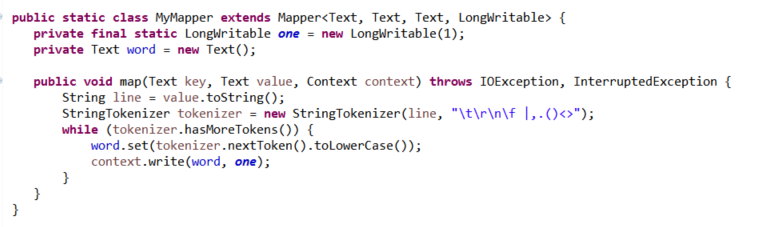 public static class MyMapper extends Mapper<Text, Text, Text, LongWritable> {
    private final static LongWritable one = new LongWritable(1);
    private Text word = new Text();

    public void map(Text key, Text value, Context context) throws IOException, InterruptedException {
        String line = value.toString();
        StringTokenizer tokenizer = new StringTokenizer(line, "\t\r\n\f |,.()<>");
        while (tokenizer.hasMoreTokens()) {
            word.set(tokenizer.nextToken().toLowerCase());
            context.write(word, one);
        }
    }
}